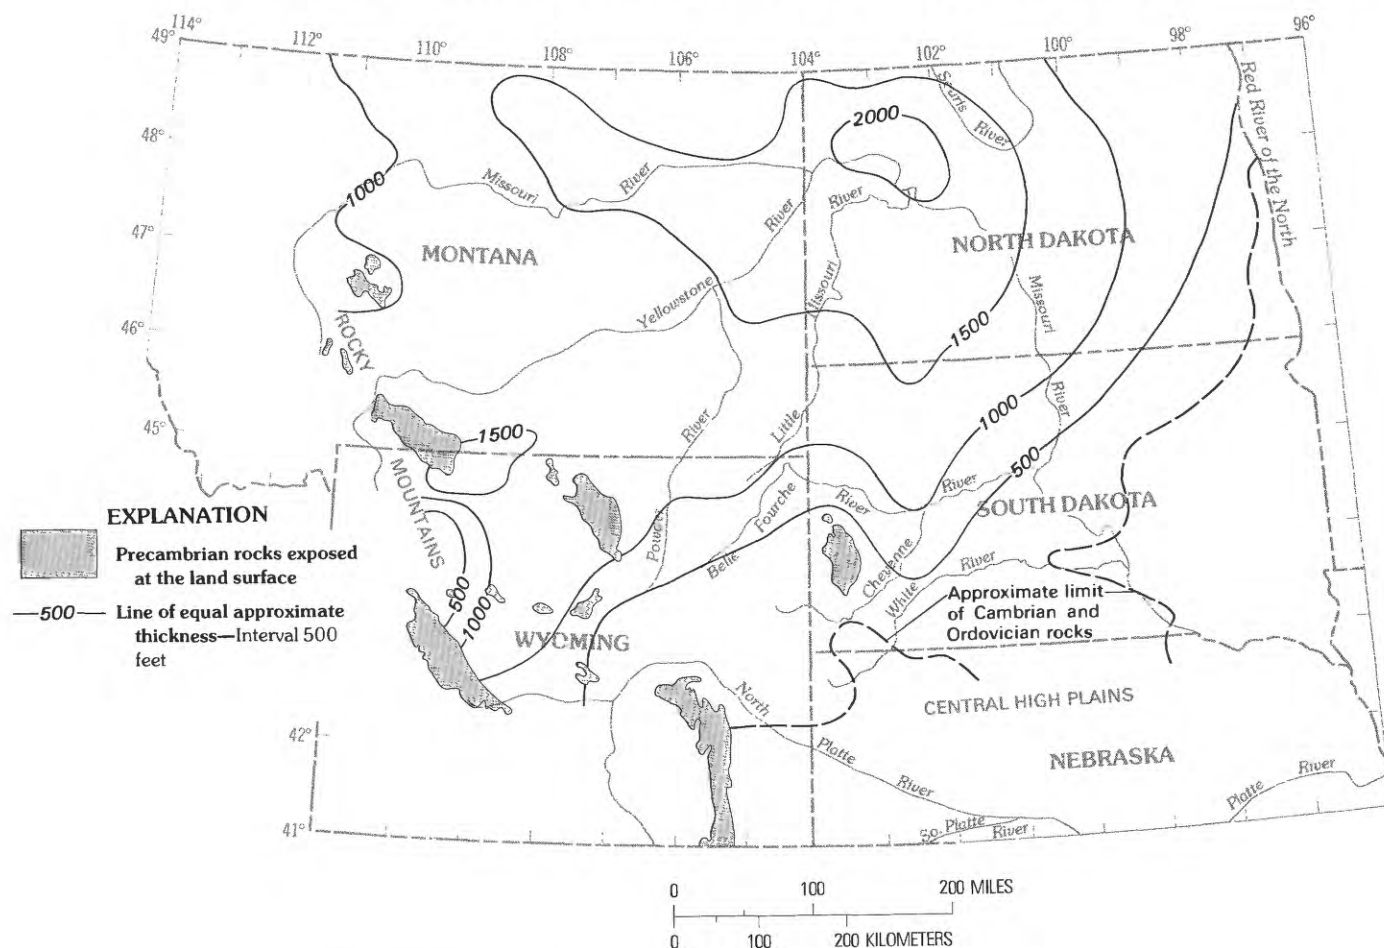 114°
112°
110°
108°
106°
104°
102°
100°
98°
96°
49°
48°
47°
46°
45°
42°
41°
1000
Missouri
River
MONTANA
ROCKY
MOUNTAINS
Yellowstone
River
2000
Souris
River
River
Missouri
NORTH DAKOTA
Missouri
River
Red River of the North
1500
1500
1000
500
Little
River
Powder
Belle
Fourche
River
Cheyenne
River
SOUTH DAKOTA
White
River
500
1000
WYOMING
Approximate limit
of Cambrian and
Ordovician rocks
North
Platte
River
CENTRAL HIGH PLAINS
NEBRASKA
So. Platte
River
Platte
River
EXPLANATION
Precambrian rocks exposed
at the land surface
—500— Line of equal approximate
thickness—Interval 500
feet
0 100 200 MILES
0 100 200 KILOMETERS